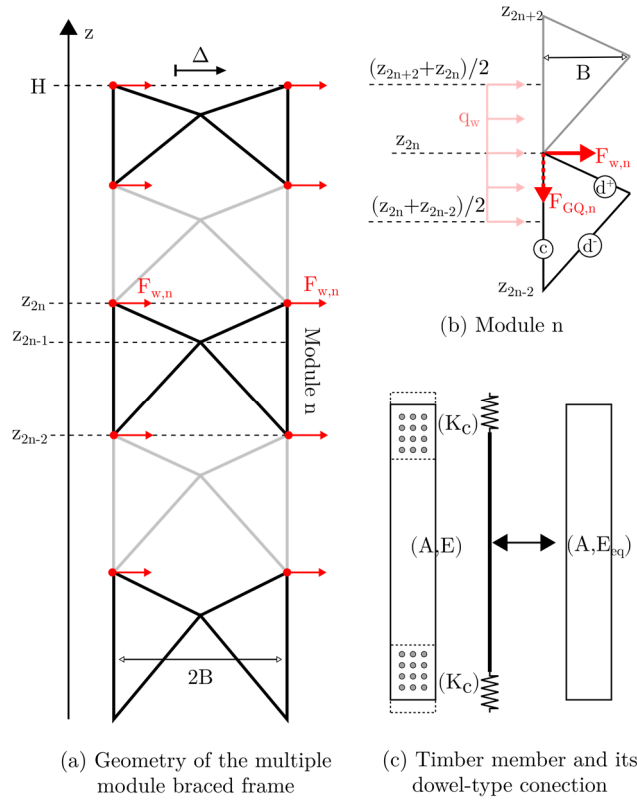 z
Δ
H
F_w,n
F_w,n
z_2n
z_2n-1
Module n
z_2n-2
2B
(a) Geometry of the multiple
module braced frame
z_2n+2
(z_2n+2+z_2n)/2
B
q_w
z_2n
F_w,n
d⁺
F_GQ,n
(z_2n+z_2n-2)/2
c
d⁻
z_2n-2
(b) Module n
(K_c)
(A,E)
(A,E_eq)
(K_c)
(c) Timber member and its
dowel-type conection